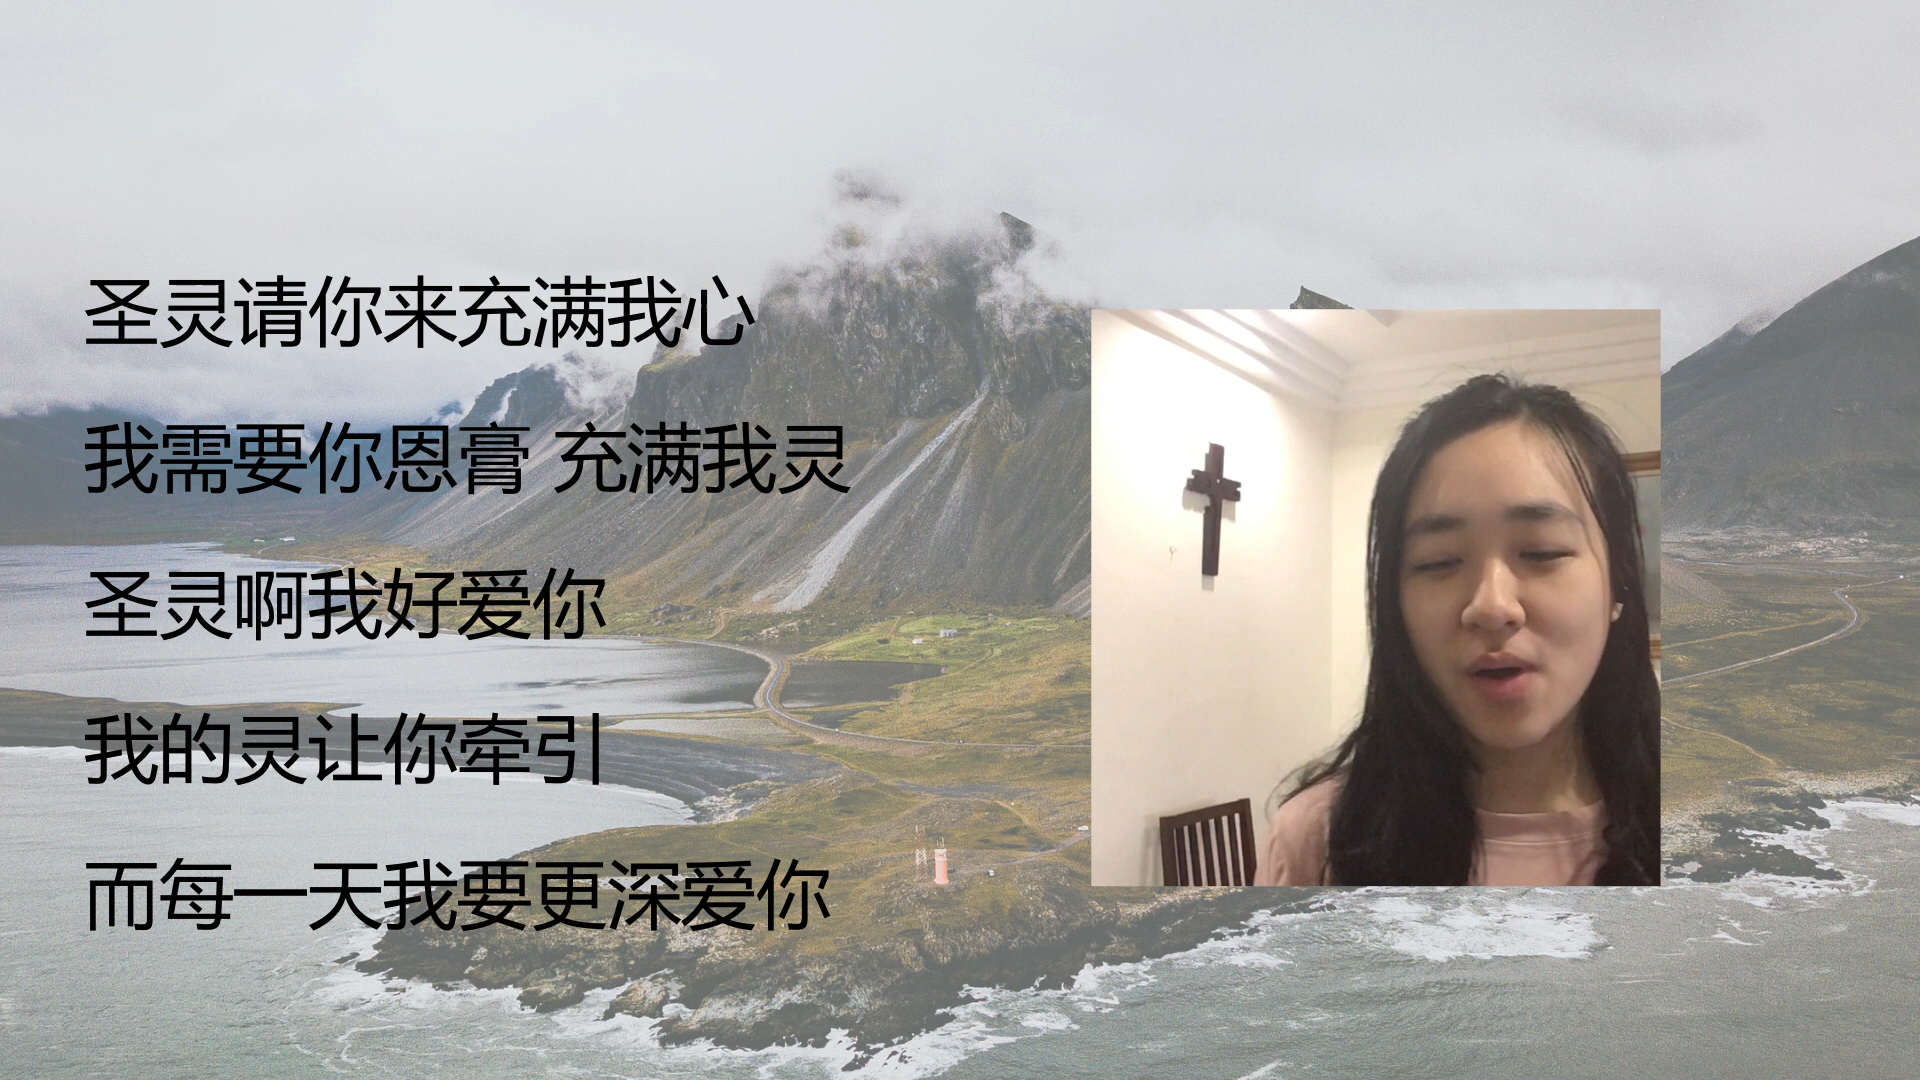 圣灵请你来充满我心
我需要你恩膏 充满我灵
圣灵啊我好爱你
我的灵让你牵引
而每一天我要更深爱你